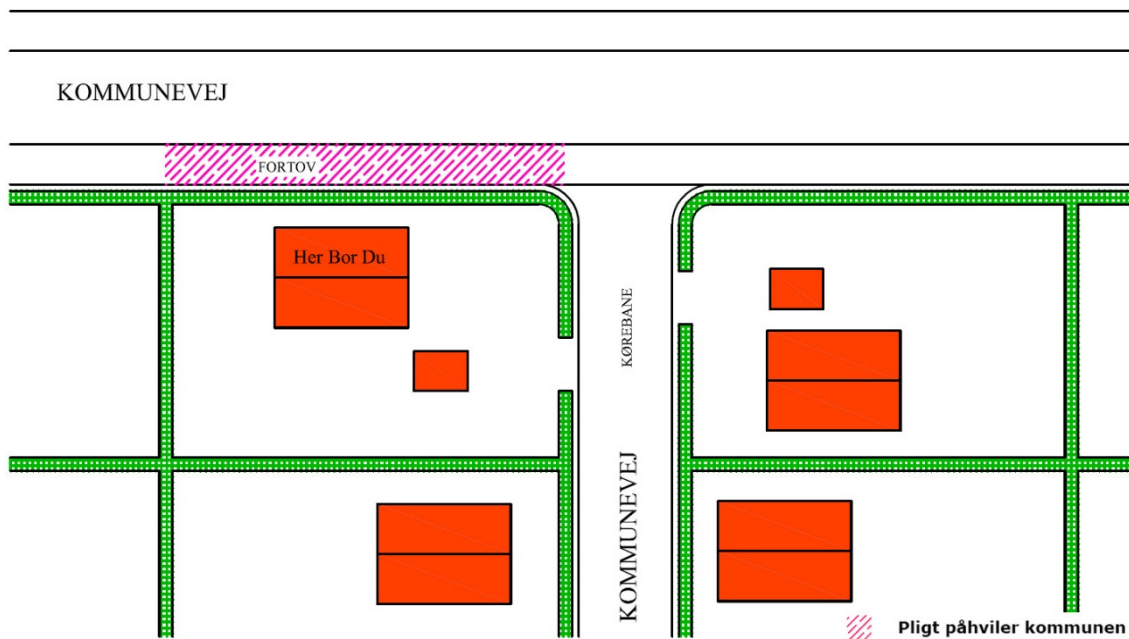 KOMMUNEVEJ
FORTOV
Her Bor Du
KØREBANE
KOMMUNEVEJ
Pligt påhviler kommunen